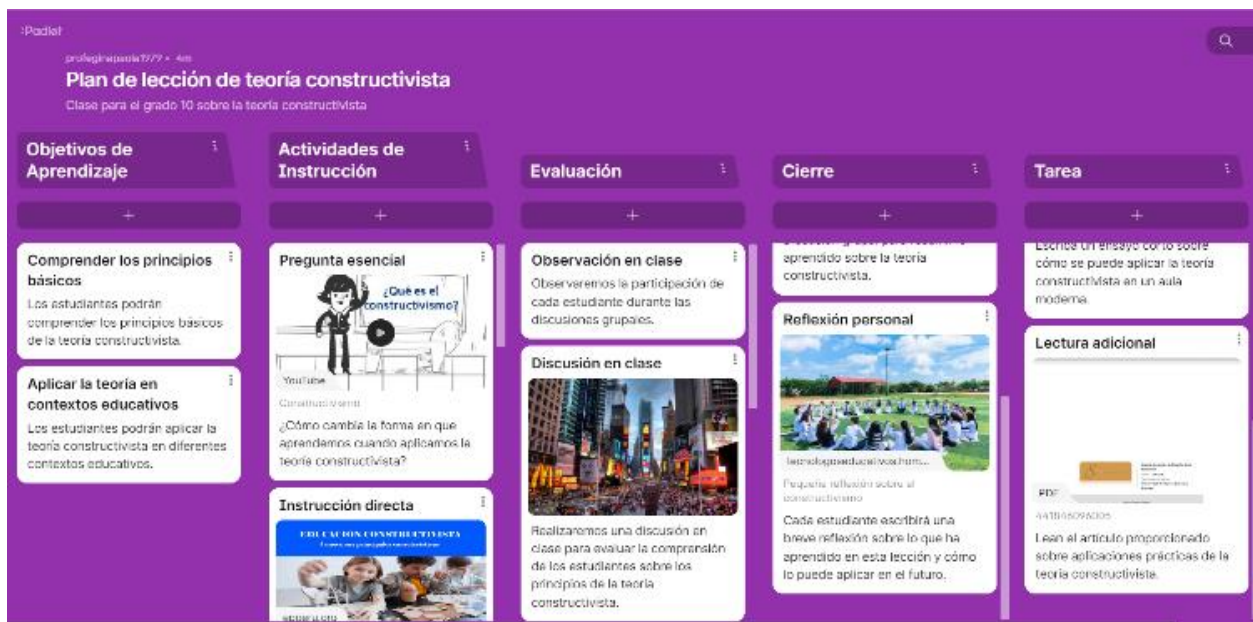 :Padlet
profeginapaola1979 • 4m
Plan de lección de teoría constructivista
Clase para el grado 10 sobre la teoría constructivista
Objetivos de
Aprendizaje
Comprender los principios
básicos
Los estudiantes podrán
comprender los principios básicos
de la teoría constructivista.
Aplicar la teoría en
contextos educativos
Los estudiantes podrán aplicar la
teoría constructivista en diferentes
contextos educativos.
Actividades de
Instrucción
Pregunta esencial
¿Qué es el
constructivismo?
YouTube
Constructivismo
¿Cómo cambia la forma en que
aprendemos cuando aplicamos la
teoría constructivista?
Instrucción directa
EDUCACIÓN CONSTRUCTIVISTA
Evaluación
Observación en clase
Observaremos la participación de
cada estudiante durante las
discusiones grupales.
Discusión en clase
Realizaremos una discusión en
clase para evaluar la comprensión
de los estudiantes sobre los
principios de la teoría
constructivista.
Cierre
aprendido sobre la teoría
constructivista.
Reflexión personal
tecnologoseducativos.hom...
Pequeña reflexión sobre el
constructivismo
Cada estudiante escribirá una
breve reflexión sobre lo que ha
aprendido en esta lección y cómo
lo puede aplicar en el futuro.
Tarea
Escriba un ensayo corto sobre
cómo se puede aplicar la teoría
constructivista en un aula
moderna.
Lectura adicional
PDF
441846096006
Lean el artículo proporcionado
sobre aplicaciones prácticas de la
teoría constructivista.